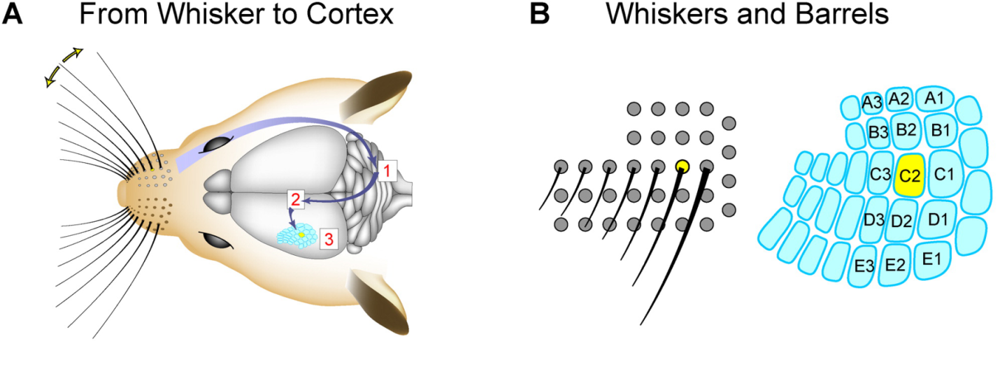 A From Whisker to Cortex
1
2
3
B Whiskers and Barrels
A3 A2 A1
B3 B2 B1
C3 C2 C1
D3 D2 D1
E3 E2 E1